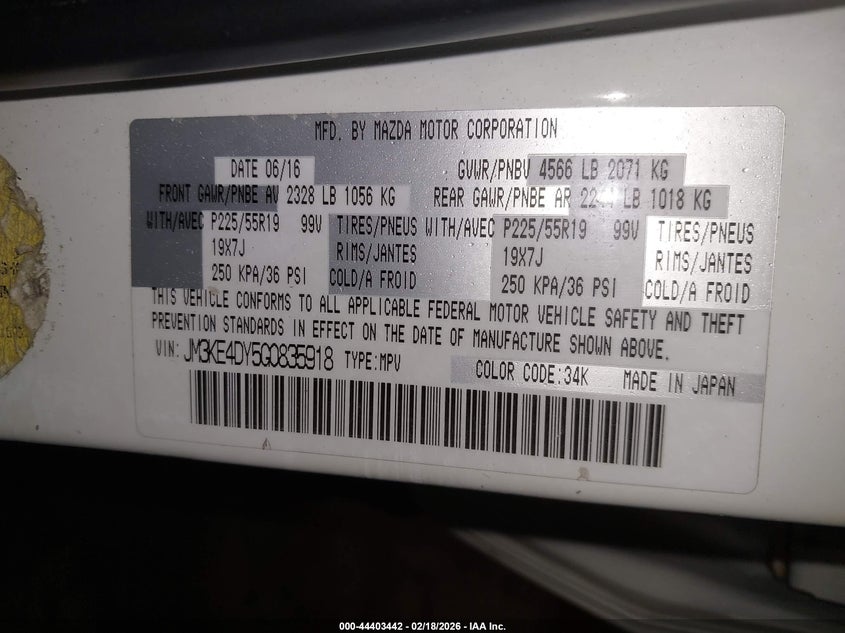 MFD. BY MAZDA MOTOR CORPORATION
DATE 06/16 GVWR/PNBV 4566 LB 2071 KG
FRONT GAWR/PNBE AV 2328 LB 1056 KG REAR GAWR/PNBE AR LB 1018 KG
WITH/AVEC P225/55R19 99V TIRES/PNEUS WITH/AVEC P225/55R19 99V TIRES/PNEUS
19X7J RIMS/JANTES 19X7J RIMS/JANTES
250 KPA/36 PSI COLD/A FROID 250 KPA/36 PSI COLD/A FROID
THIS VEHICLE CONFORMS TO ALL APPLICABLE FEDERAL MOTOR VEHICLE SAFETY AND THEFT
PREVENTION STANDARDS IN EFFECT ON THE DATE OF MANUFACTURE SHOWN ABOVE.
VIN: JM3KE4DY5G0835918 TYPE:MPV COLOR CODE:34K MADE IN JAPAN
000-44403442 - 02/18/2026 - IAA Inc.